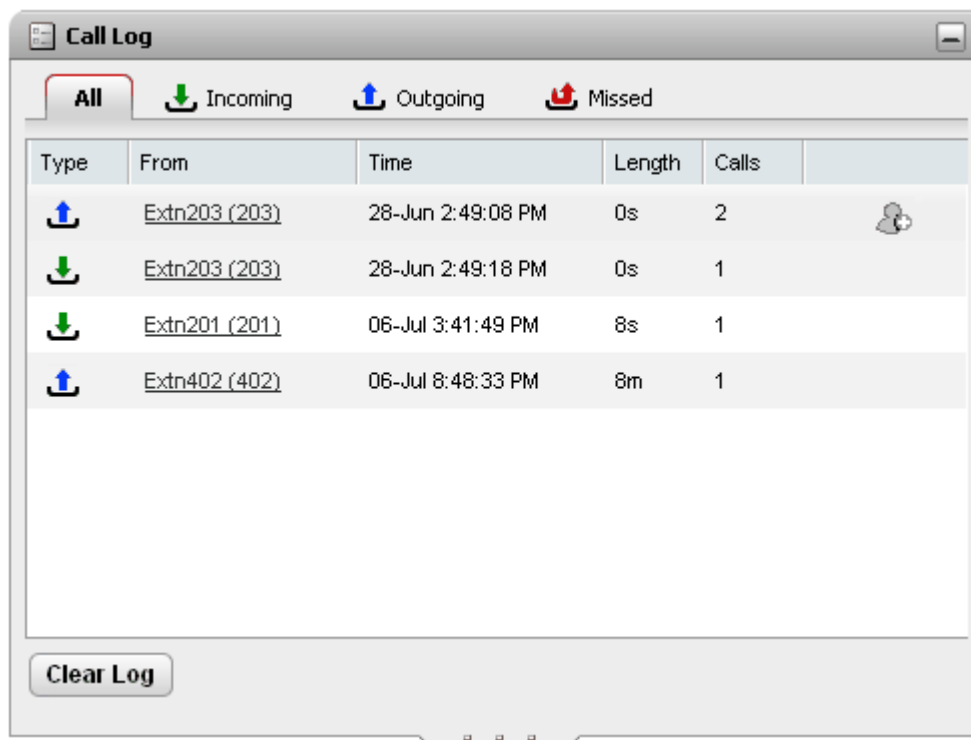 Call Log
All Incoming Outgoing Missed
Type From Time Length Calls
Extn203 (203) 28-Jun 2:49:08 PM 0s 2
Extn203 (203) 28-Jun 2:49:18 PM 0s 1
Extn201 (201) 06-Jul 3:41:49 PM 8s 1
Extn402 (402) 06-Jul 8:48:33 PM 8m 1
Clear Log